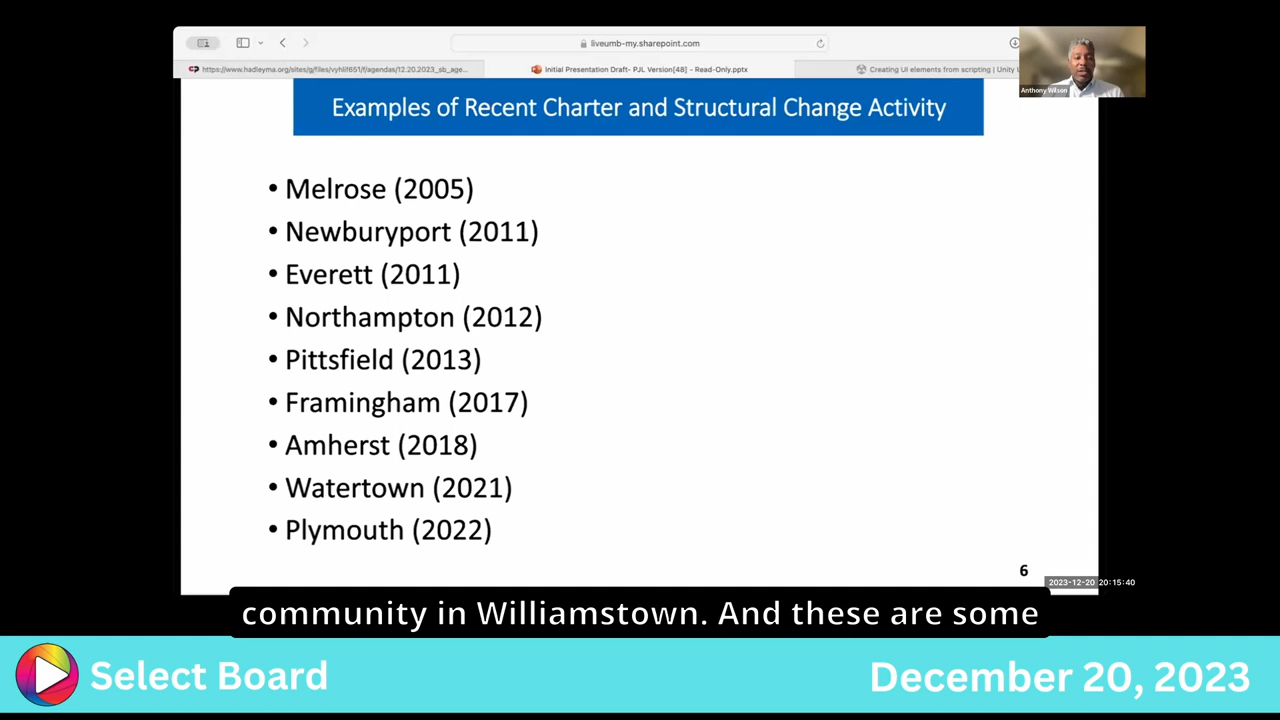 liveumb-my.sharepoint.com
https://www.hadleyma.org/sites/g/files/vyhlif651/f/agendas/12.20.2023_sb_age...
Initial Presentation Draft- PJL Version[48] - Read-Only.pptx
Creating UI elements from scripting | Unity U
Anthony Wilson
Examples of Recent Charter and Structural Change Activity
• Melrose (2005)
• Newburyport (2011)
• Everett (2011)
• Northampton (2012)
• Pittsfield (2013)
• Framingham (2017)
• Amherst (2018)
• Watertown (2021)
• Plymouth (2022)
6
2023-12-20 20:15:40
community in Williamstown. And these are some
Select Board
December 20, 2023